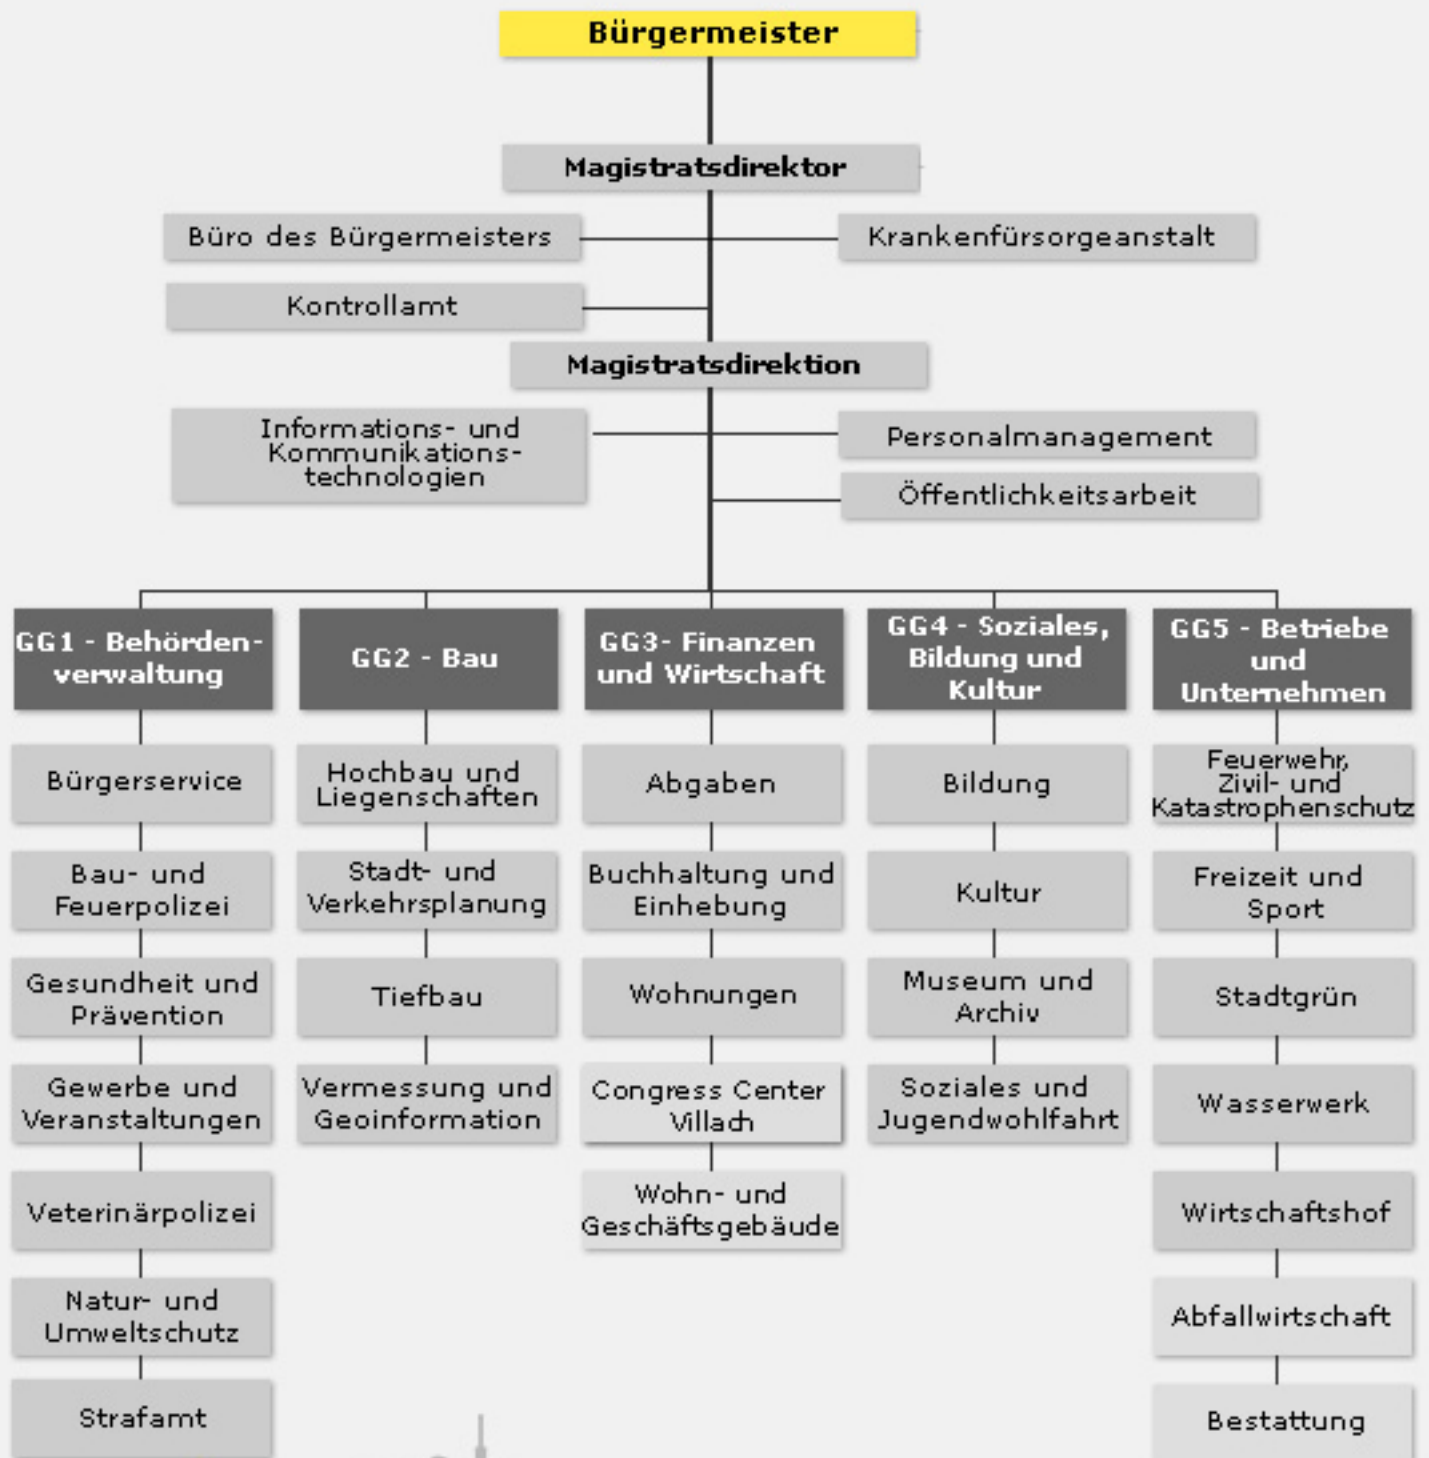 Bürgermeister
Magistratsdirektor
Büro des Bürgermeisters
Krankenfürsorgeanstalt
Kontrollamt
Magistratsdirektion
Informations- und
Kommunikations-
technologien
Personalmanagement
Öffentlichkeitsarbeit
GG1 - Behörden-
verwaltung
Bürgerservice
Bau- und
Feuerpolizei
Gesundheit und
Prävention
Gewerbe und
Veranstaltungen
Veterinärpolizei
Natur- und
Umweltschutz
Strafamt
GG2 - Bau
Hochbau und
Liegenschaften
Stadt- und
Verkehrsplanung
Tiefbau
Vermessung und
Geoinformation
GG3- Finanzen
und Wirtschaft
Abgaben
Buchhaltung und
Einhebung
Wohnungen
Congress Center
Villach
Wohn- und
Geschäftsgebäude
GG4 - Soziales,
Bildung und
Kultur
Bildung
Kultur
Museum und
Archiv
Soziales und
Jugendwohlfahrt
GG5 - Betriebe
und
Unternehmen
Feuerwehr,
Zivil- und
Katastrophenschutz
Freizeit und
Sport
Stadtgrün
Wasserwerk
Wirtschaftshof
Abfallwirtschaft
Bestattung